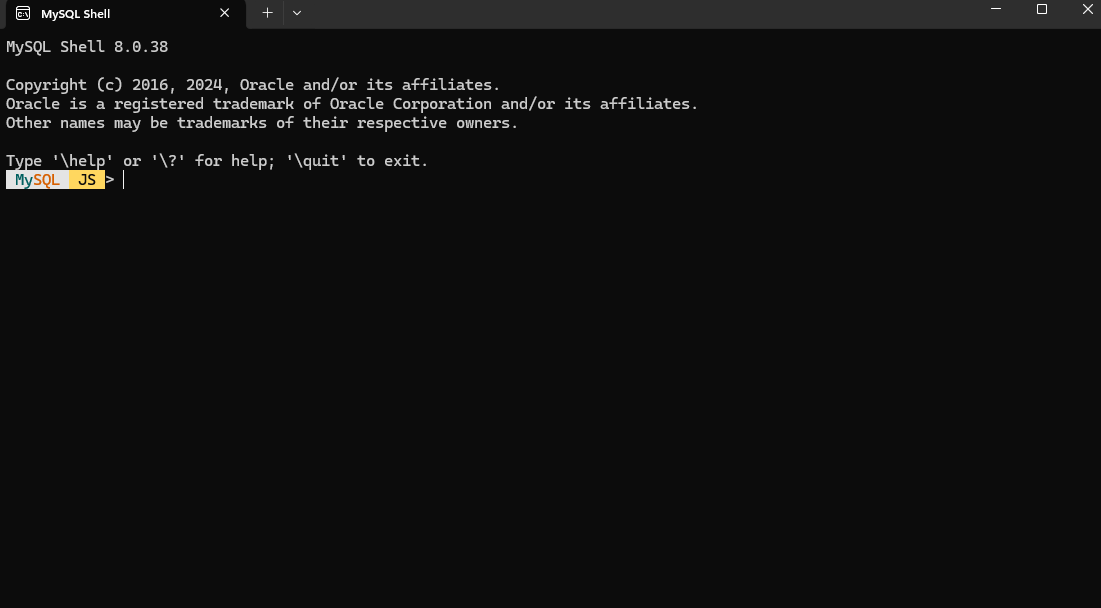 MySQL Shell
MySQL Shell 8.0.38
Copyright (c) 2016, 2024, Oracle and/or its affiliates.
Oracle is a registered trademark of Oracle Corporation and/or its affiliates.
Other names may be trademarks of their respective owners.
Type '\help' or '\?' for help; '\quit' to exit.
MySQL JS >